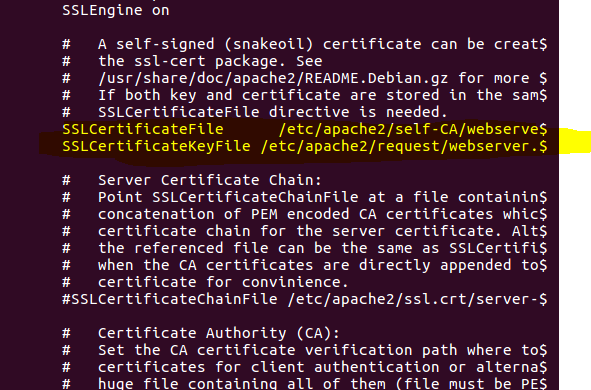 SSLEngine on
# A self-signed (snakeoil) certificate can be creat$
# the ssl-cert package. See
# /usr/share/doc/apache2/README.Debian.gz for more $
# If both key and certificate are stored in the sam$
# SSLCertificateFile directive is needed.
SSLCertificateFile /etc/apache2/self-CA/webserve$
SSLCertificateKeyFile /etc/apache2/request/webserver.$
# Server Certificate Chain:
# Point SSLCertificateChainFile at a file containin$
# concatenation of PEM encoded CA certificates whic$
# certificate chain for the server certificate. Alt$
# the referenced file can be the same as SSLCertifi$
# when the CA certificates are directly appended to$
# certificate for convinience.
#SSLCertificateChainFile /etc/apache2/ssl.crt/server-$
# Certificate Authority (CA):
# Set the CA certificate verification path where to$
# certificates for client authentication or alterna$
# huge file containing all of them (file must be PE$